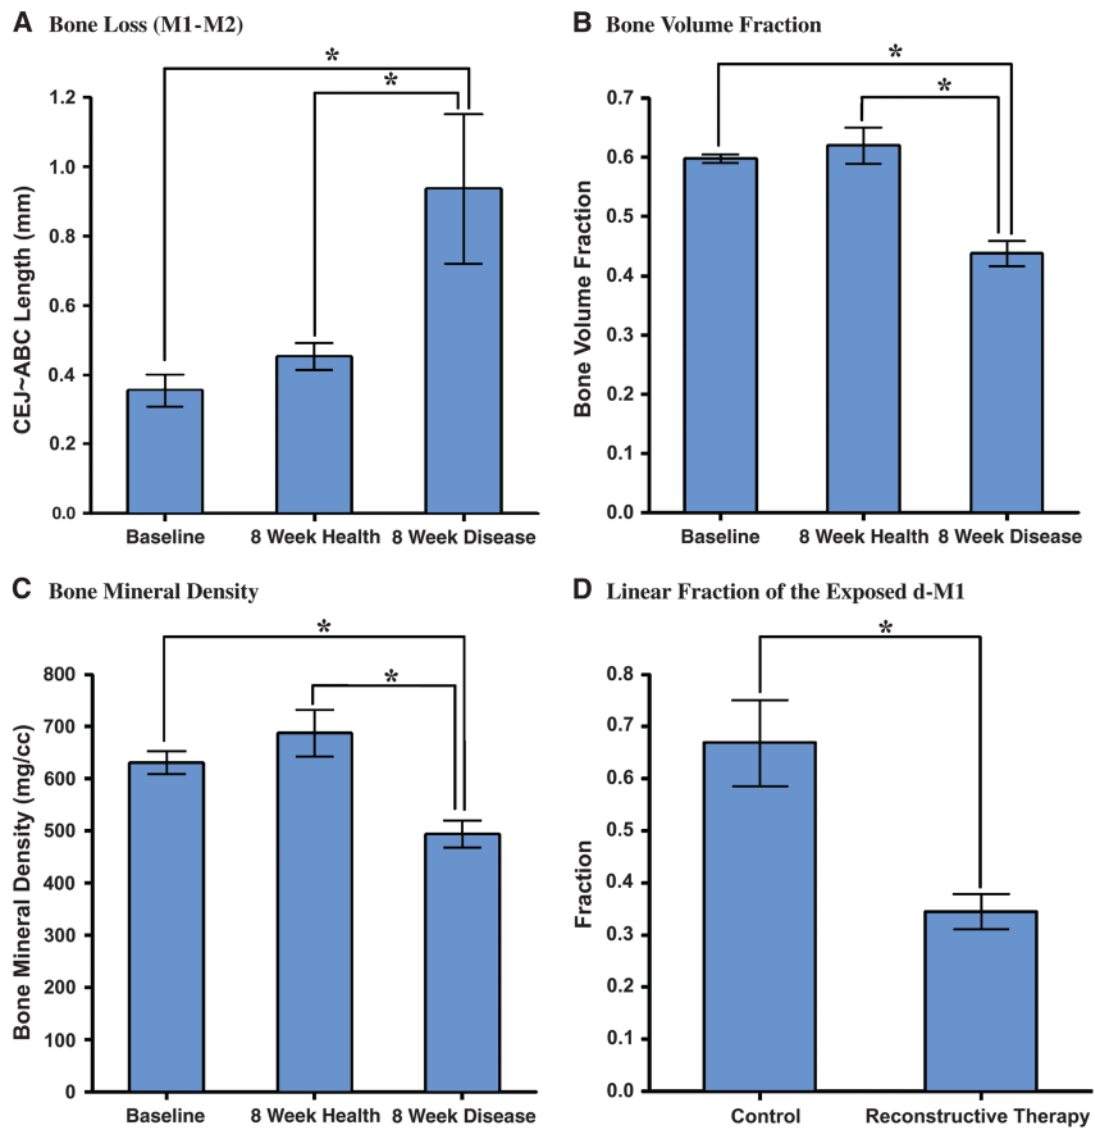 A Bone Loss (M1-M2)
*
*
CEJ~ABC Length (mm)
1.2
1.0
0.8
0.6
0.4
0.2
0.0
Baseline
8 Week Health
8 Week Disease
B Bone Volume Fraction
*
*
Bone Volume Fraction
0.7
0.6
0.5
0.4
0.3
0.2
0.1
0.0
Baseline
8 Week Health
8 Week Disease
C Bone Mineral Density
*
*
Bone Mineral Density (mg/cc)
800
700
600
500
400
300
200
100
0
Baseline
8 Week Health
8 Week Disease
D Linear Fraction of the Exposed d-M1
*
Fraction
0.8
0.7
0.6
0.5
0.4
0.3
0.2
0.1
0.0
Control
Reconstructive Therapy